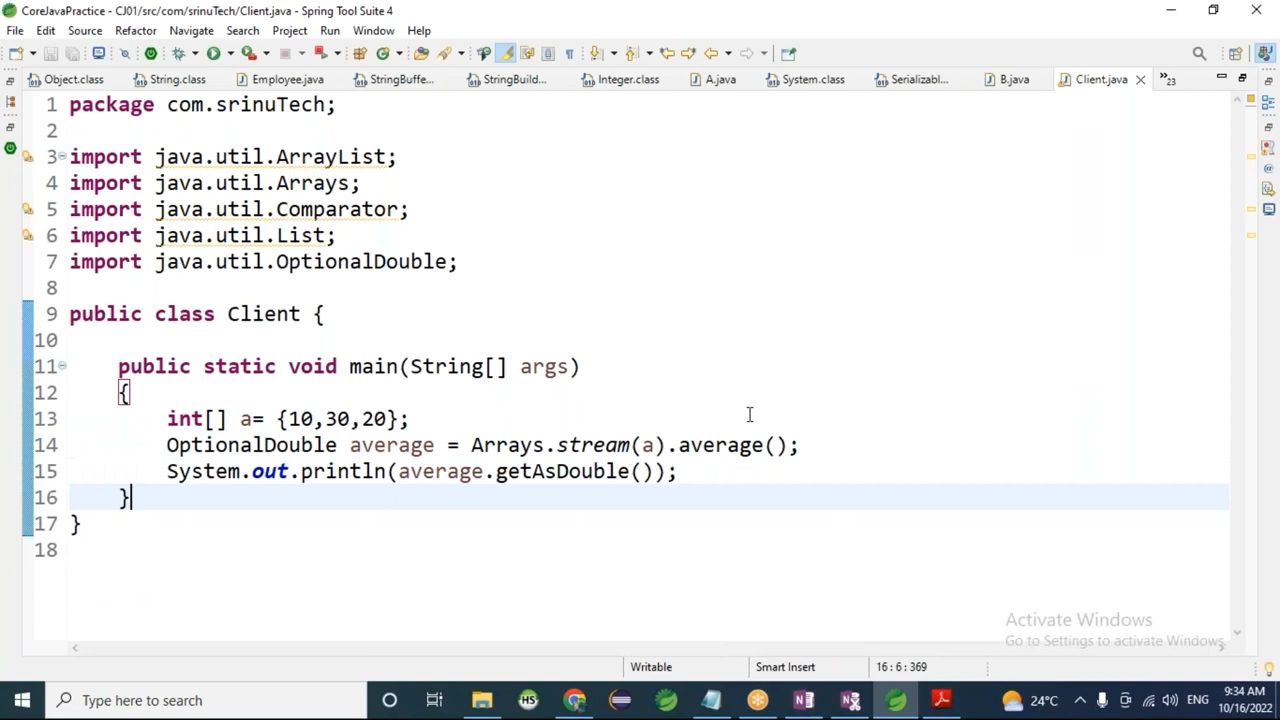 CoreJavaPractice - CJ01/src/com/srinuTech/Client.java - Spring Tool Suite 4
File Edit Source Refactor Navigate Search Project Run Window Help
Object.class String.class Employee.java StringBuffe... StringBuild... Integer.class A.java System.class Serializabl... B.java Client.java 23
1 package com.srinuTech;
2
3 import java.util.ArrayList;
4 import java.util.Arrays;
5 import java.util.Comparator;
6 import java.util.List;
7 import java.util.OptionalDouble;
8
9 public class Client {
10
11 public static void main(String[] args)
12 {
13 int[] a= {10,30,20};
14 OptionalDouble average = Arrays.stream(a).average();
15 System.out.println(average.getAsDouble());
16 }
17 }
18
Activate Windows
Go to Settings to activate Windows.
Writable Smart Insert 16 : 6 : 369
Type here to search HS N N 24°C ENG 9:34 AM
10/16/2022